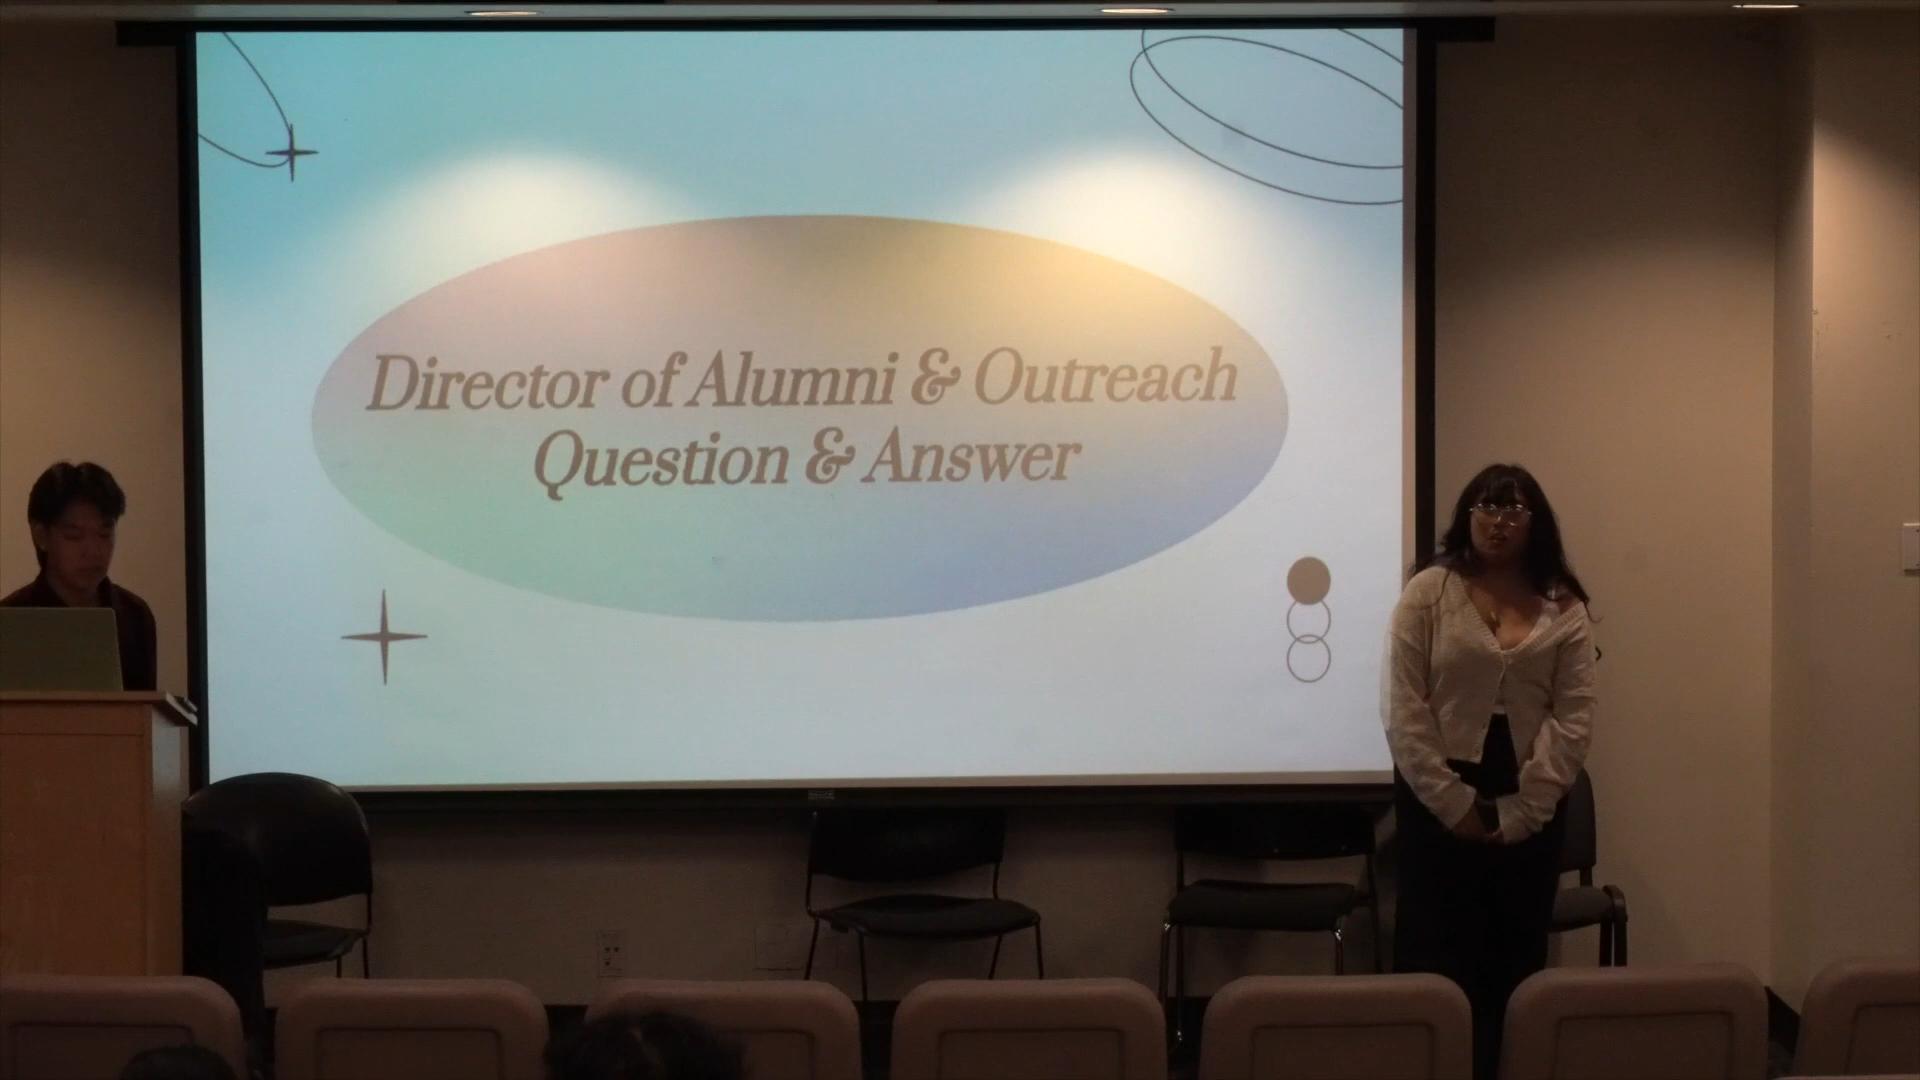 Director of Alumni & Outreach
Question & Answer